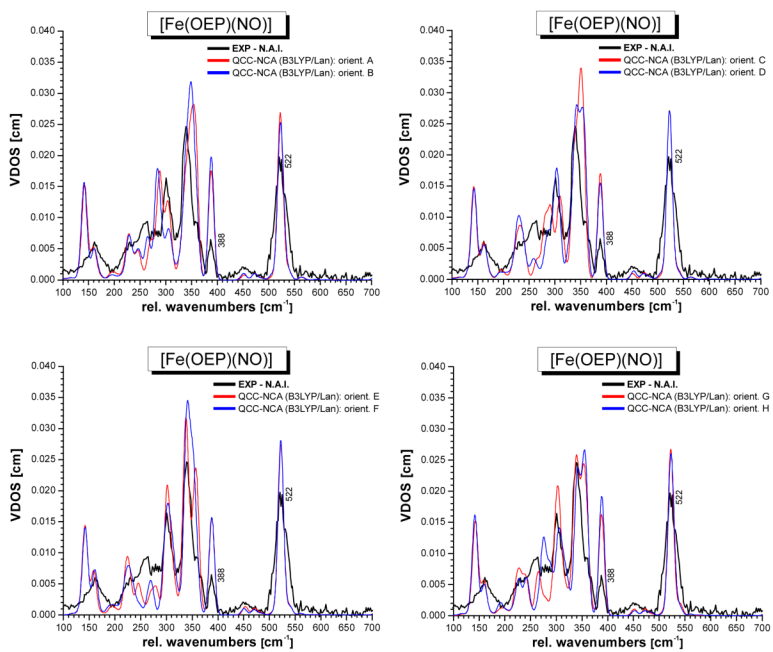 [Fe(OEP)(NO)]
EXP - N.A.I.
QCC-NCA (B3LYP/Lan): orient. A
QCC-NCA (B3LYP/Lan): orient. B
VDOS [cm]
0.040
0.035
0.030
0.025
0.020
0.015
0.010
0.005
0.000
522
388
100 150 200 250 300 350 400 450 500 550 600 650 700
rel. wavenumbers [cm⁻¹]
[Fe(OEP)(NO)]
EXP - N.A.I.
QCC-NCA (B3LYP/Lan): orient. C
QCC-NCA (B3LYP/Lan): orient. D
VDOS [cm]
0.040
0.035
0.030
0.025
0.020
0.015
0.010
0.005
0.000
522
388
100 150 200 250 300 350 400 450 500 550 600 650 700
rel. wavenumbers [cm⁻¹]
[Fe(OEP)(NO)]
EXP - N.A.I.
QCC-NCA (B3LYP/Lan): orient. E
QCC-NCA (B3LYP/Lan): orient. F
VDOS [cm]
0.040
0.035
0.030
0.025
0.020
0.015
0.010
0.005
0.000
522
388
100 150 200 250 300 350 400 450 500 550 600 650 700
rel. wavenumbers [cm⁻¹]
[Fe(OEP)(NO)]
EXP - N.A.I.
QCC-NCA (B3LYP/Lan): orient. G
QCC-NCA (B3LYP/Lan): orient. H
VDOS [cm]
0.040
0.035
0.030
0.025
0.020
0.015
0.010
0.005
0.000
522
388
100 150 200 250 300 350 400 450 500 550 600 650 700
rel. wavenumbers [cm⁻¹]